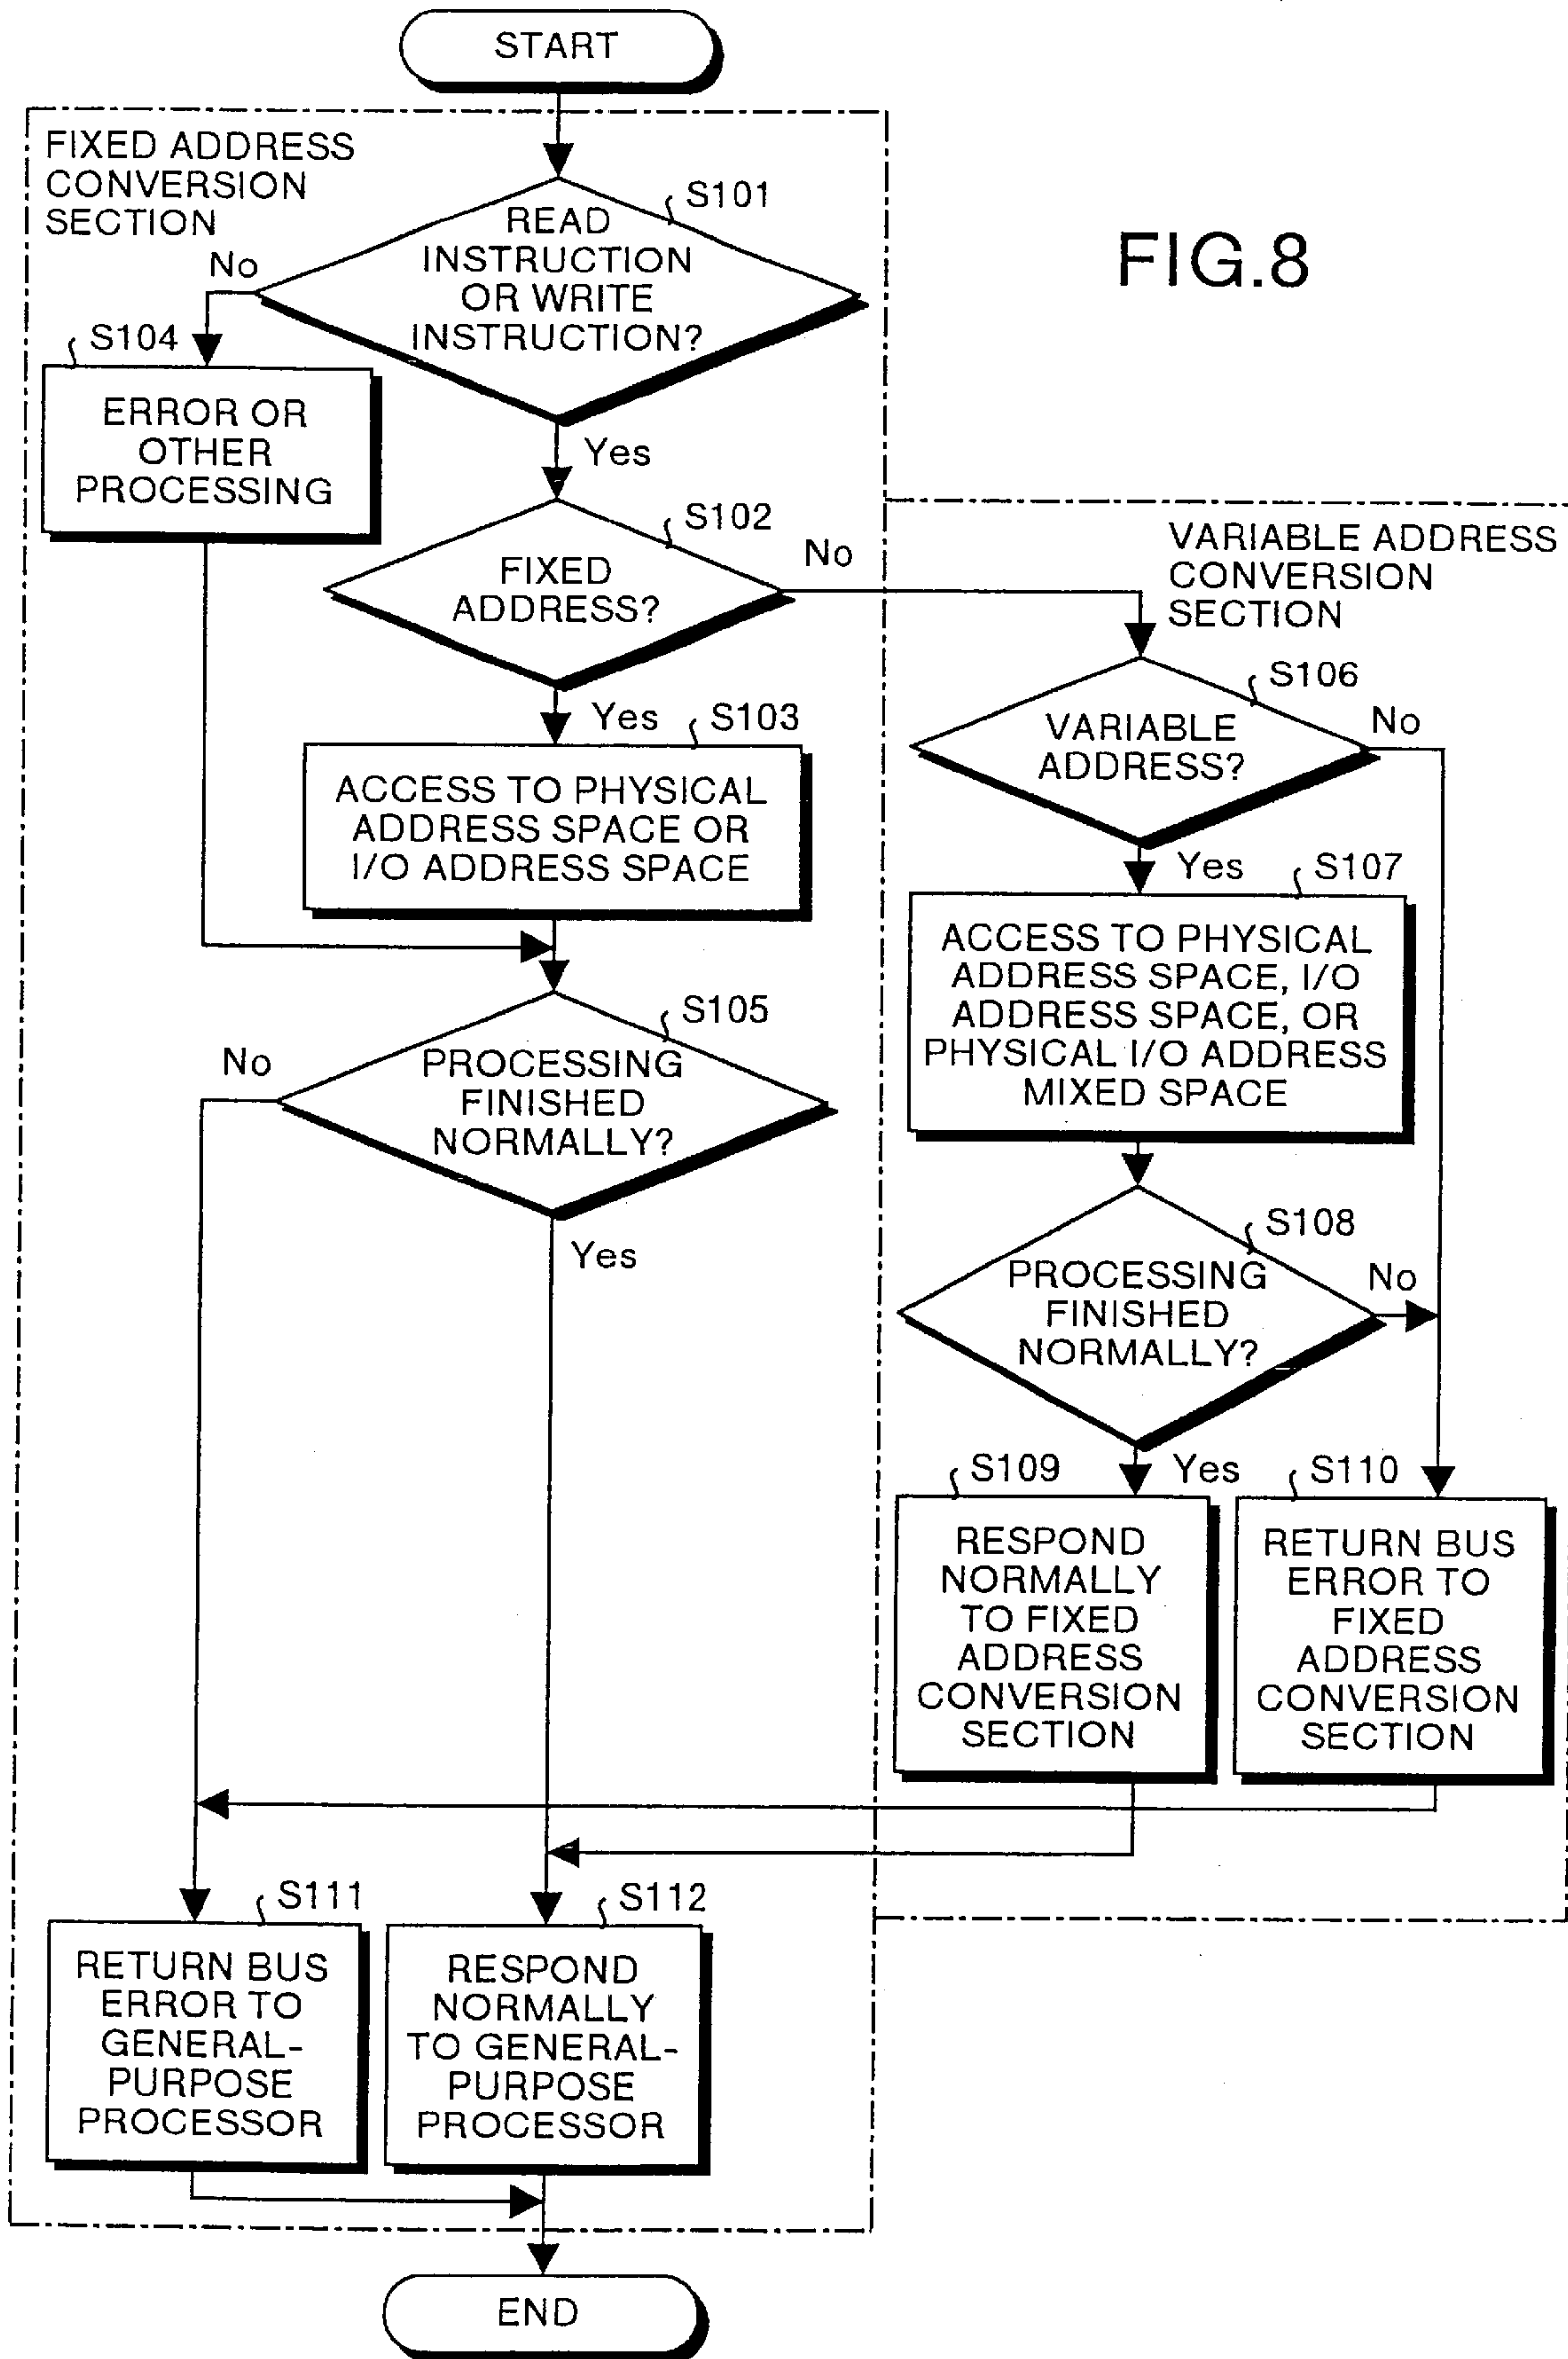 START
FIXED ADDRESS
CONVERSION
SECTION
S101
READ
INSTRUCTION
OR WRITE
INSTRUCTION?
No
FIG.8
S104
ERROR OR
OTHER
PROCESSING
Yes
S102
FIXED
ADDRESS?
No
VARIABLE ADDRESS
CONVERSION
SECTION
Yes
S103
ACCESS TO PHYSICAL
ADDRESS SPACE OR
I/O ADDRESS SPACE
S106
VARIABLE
ADDRESS?
No
Yes
S107
ACCESS TO PHYSICAL
ADDRESS SPACE, I/O
ADDRESS SPACE, OR
PHYSICAL I/O ADDRESS
MIXED SPACE
S105
PROCESSING
FINISHED
NORMALLY?
No
Yes
S108
PROCESSING
FINISHED
NORMALLY?
No
Yes
S109
RESPOND
NORMALLY
TO FIXED
ADDRESS
CONVERSION
SECTION
S110
RETURN BUS
ERROR TO
FIXED
ADDRESS
CONVERSION
SECTION
S111
RETURN BUS
ERROR TO
GENERAL-
PURPOSE
PROCESSOR
S112
RESPOND
NORMALLY
TO GENERAL-
PURPOSE
PROCESSOR
END